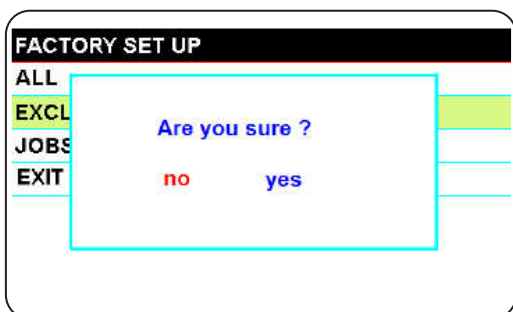 FACTORY SET UP
ALL
EXCL
Are you sure ?
JOBS
EXIT
no yes